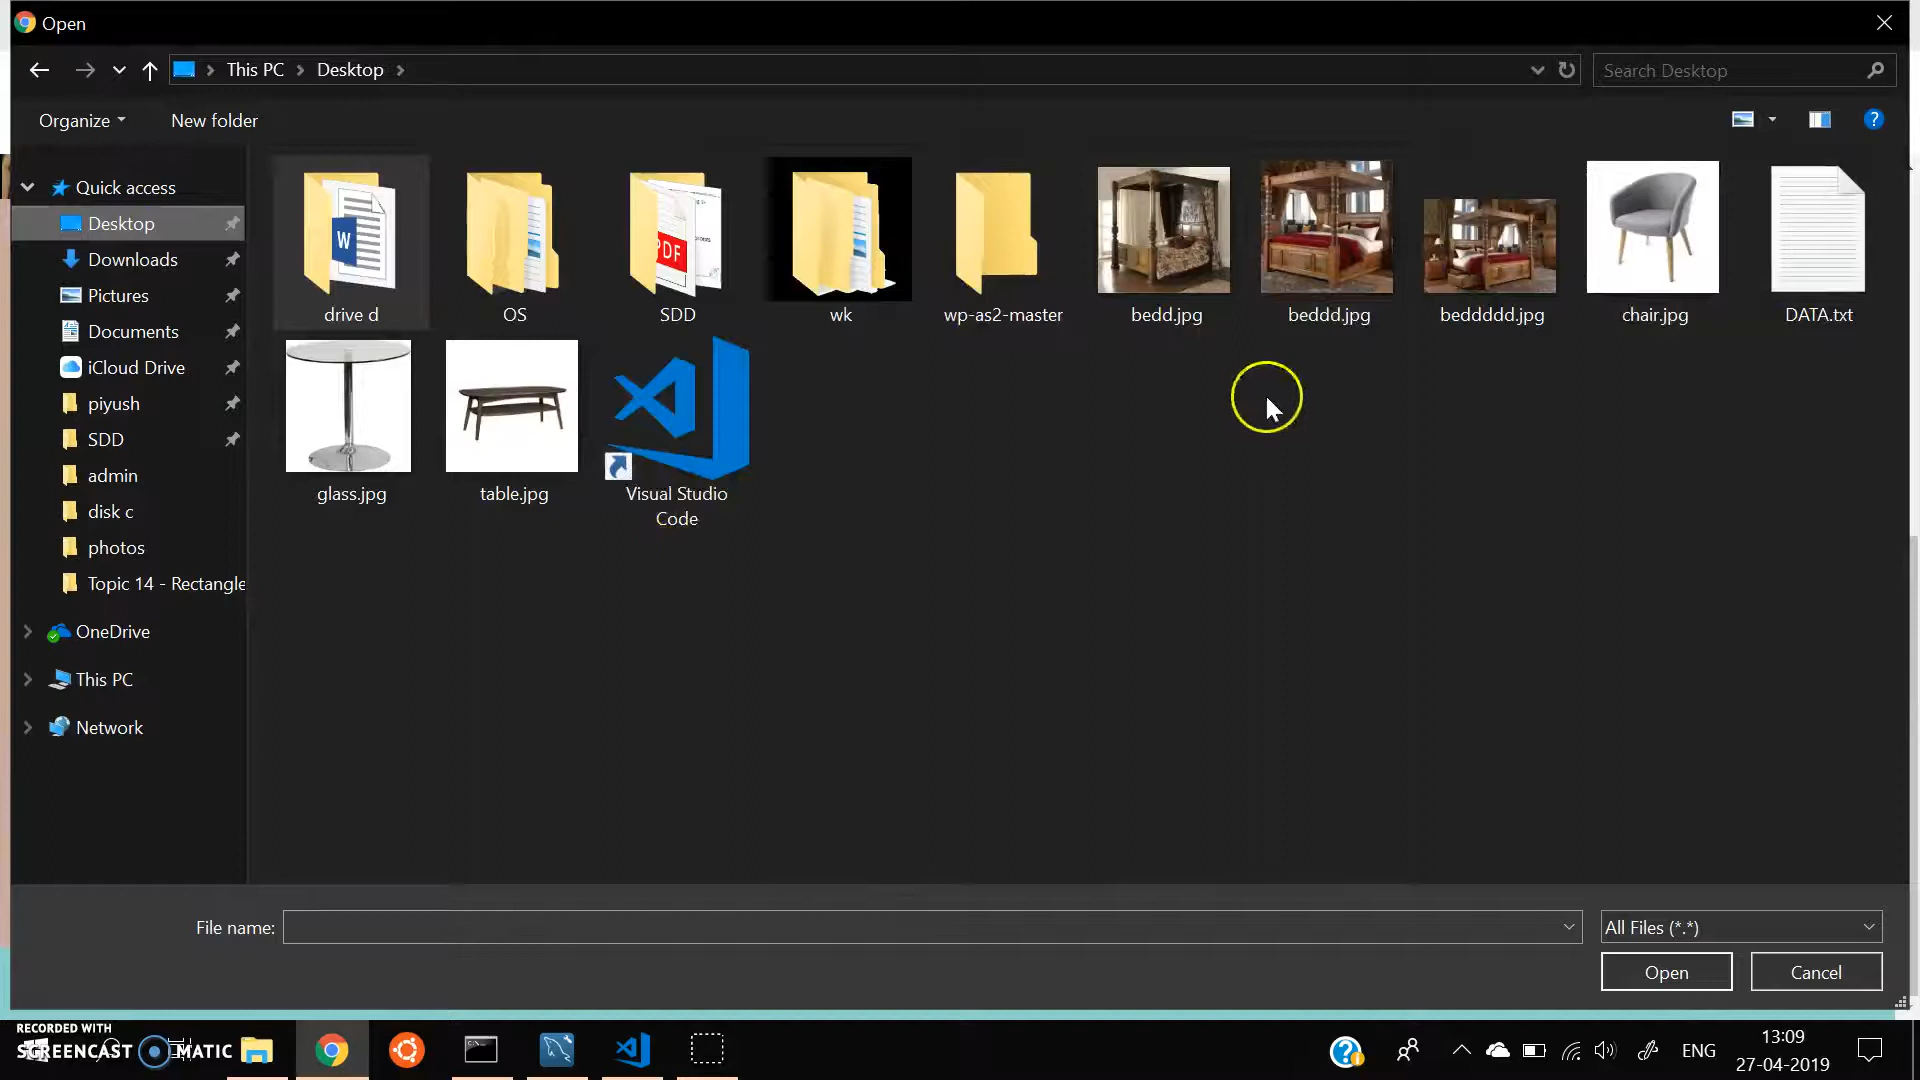 Open
This PC
Desktop
Search Desktop
Organize
New folder
?
Quick access
Desktop
Downloads
Pictures
Documents
iCloud Drive
piyush
SDD
admin
disk c
photos
Topic 14 - Rectangle
OneDrive
This PC
Network
W
PDF
drive d
OS
SDD
wk
wp-as2-master
bedd.jpg
beddd.jpg
beddddd.jpg
chair.jpg
DATA.txt
glass.jpg
table.jpg
Visual Studio
Code
File name:
All Files (*.*)
Open
Cancel
RECORDED WITH
SCREENCAST MATIC
ENG
13:09
27-04-2019